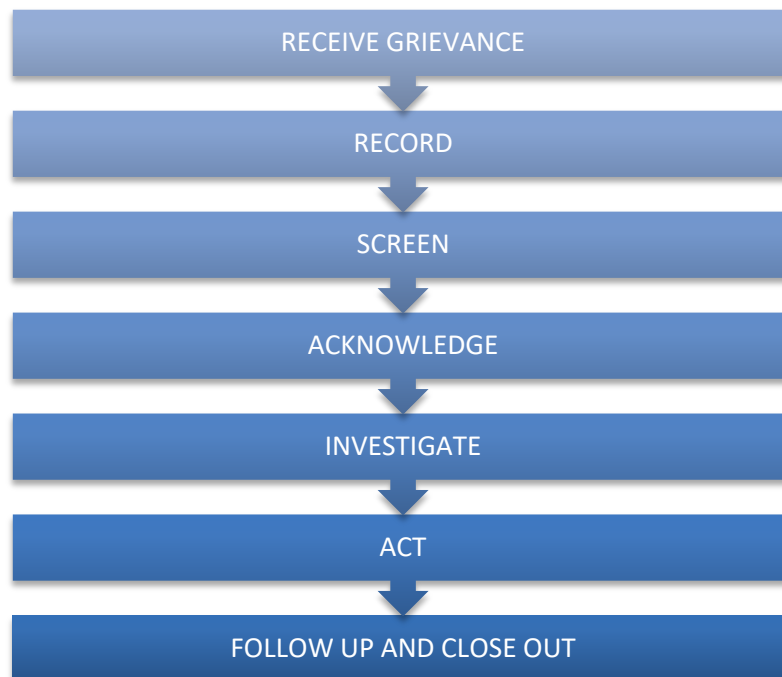 RECEIVE GRIEVANCE
RECORD
SCREEN
ACKNOWLEDGE
INVESTIGATE
ACT
FOLLOW UP AND CLOSE OUT